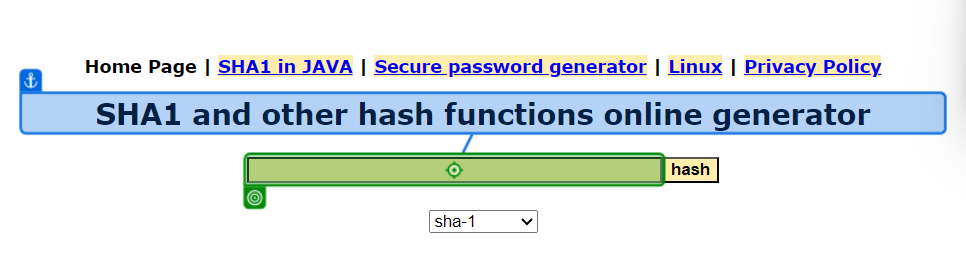 Home Page | SHA1 in JAVA | Secure password generator | Linux | Privacy Policy
SHA1 and other hash functions online generator
hash
sha-1